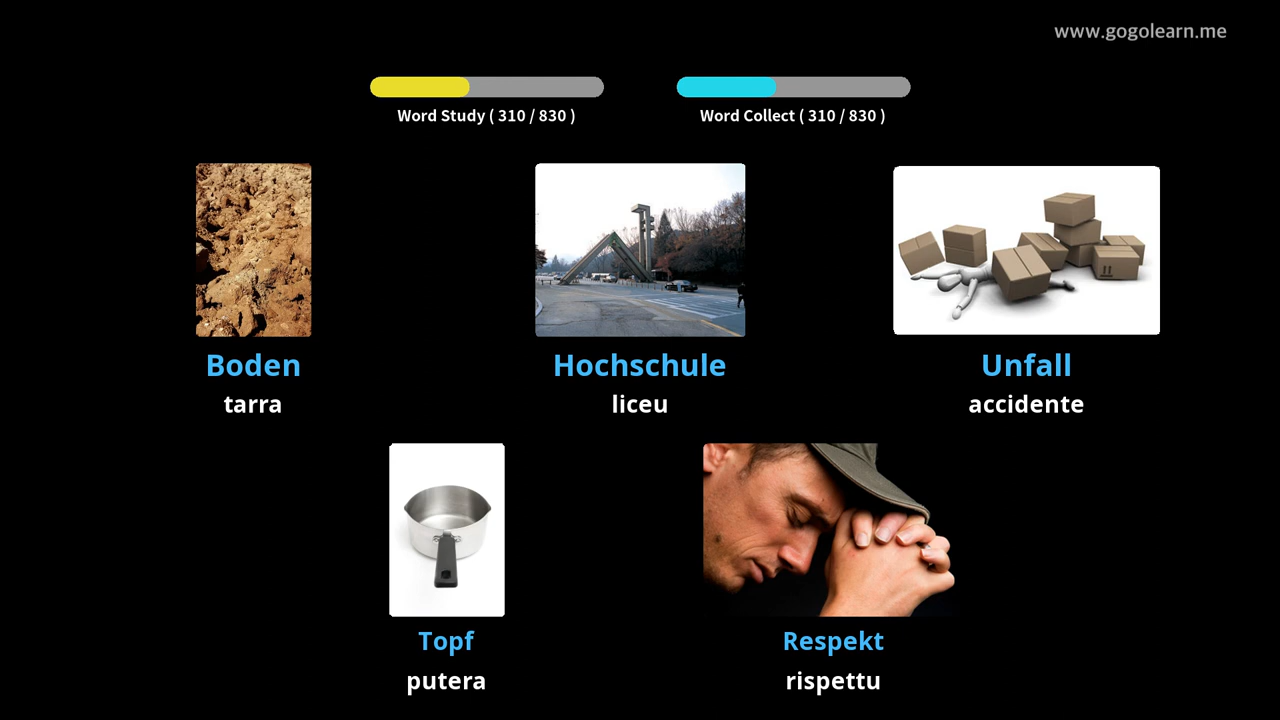 www.gogolearn.me
Word Study ( 310 / 830 )
Word Collect ( 310 / 830 )
Boden
tarra
Hochschule
liceu
Unfall
accidente
Topf
putera
Respekt
rispettu